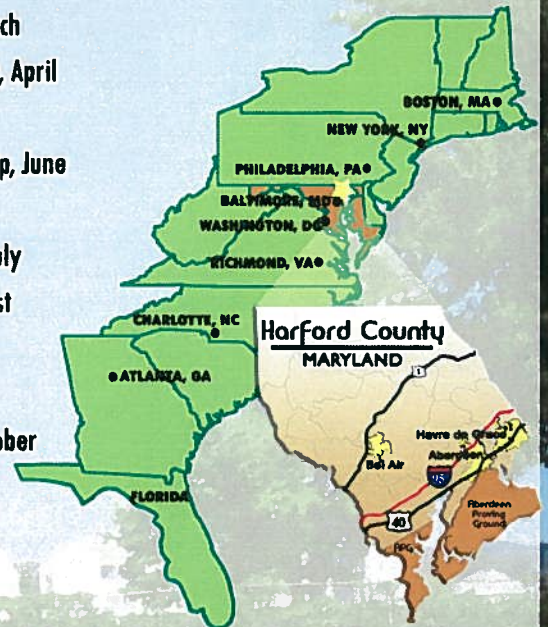 ch
, April
p, June
ly
st
ober
BOSTON, MA
NEW YORK, NY
PHILADELPHIA, PA
BALTIMORE, MD
WASHINGTON, DC
RICHMOND, VA
CHARLOTTE, NC
ATLANTA, GA
FLORIDA
Harford County
MARYLAND
1
Havre de Grace
Aberdeen
Bel Air
95
40
Aberdeen
Proving
Ground
APG